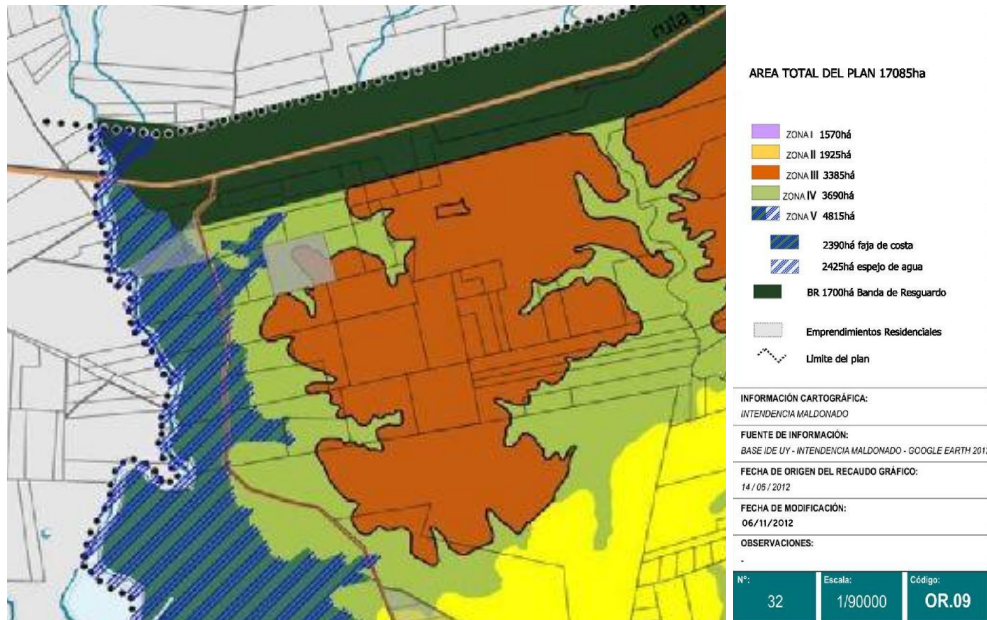 ruta 9
AREA TOTAL DEL PLAN 17085ha
ZONA I 1570há
ZONA II 1925há
ZONA III 3385há
ZONA IV 3690há
ZONA V 4815há
2390há faja de costa
2425há espejo de agua
BR 1700há Banda de Resguardo
Emprendimientos Residenciales
Limite del plan
INFORMACIÓN CARTOGRÁFICA:
INTENDENCIA MALDONADO
FUENTE DE INFORMACIÓN:
BASE IDE UY - INTENDENCIA MALDONADO - GOOGLE EARTH 2012
FECHA DE ORIGEN DEL RECAUDO GRÁFICO:
14 / 05 / 2012
FECHA DE MODIFICACIÓN:
06/11/2012
OBSERVACIONES:
-
Nº: Escala: Código:
32 1/90000 OR.09